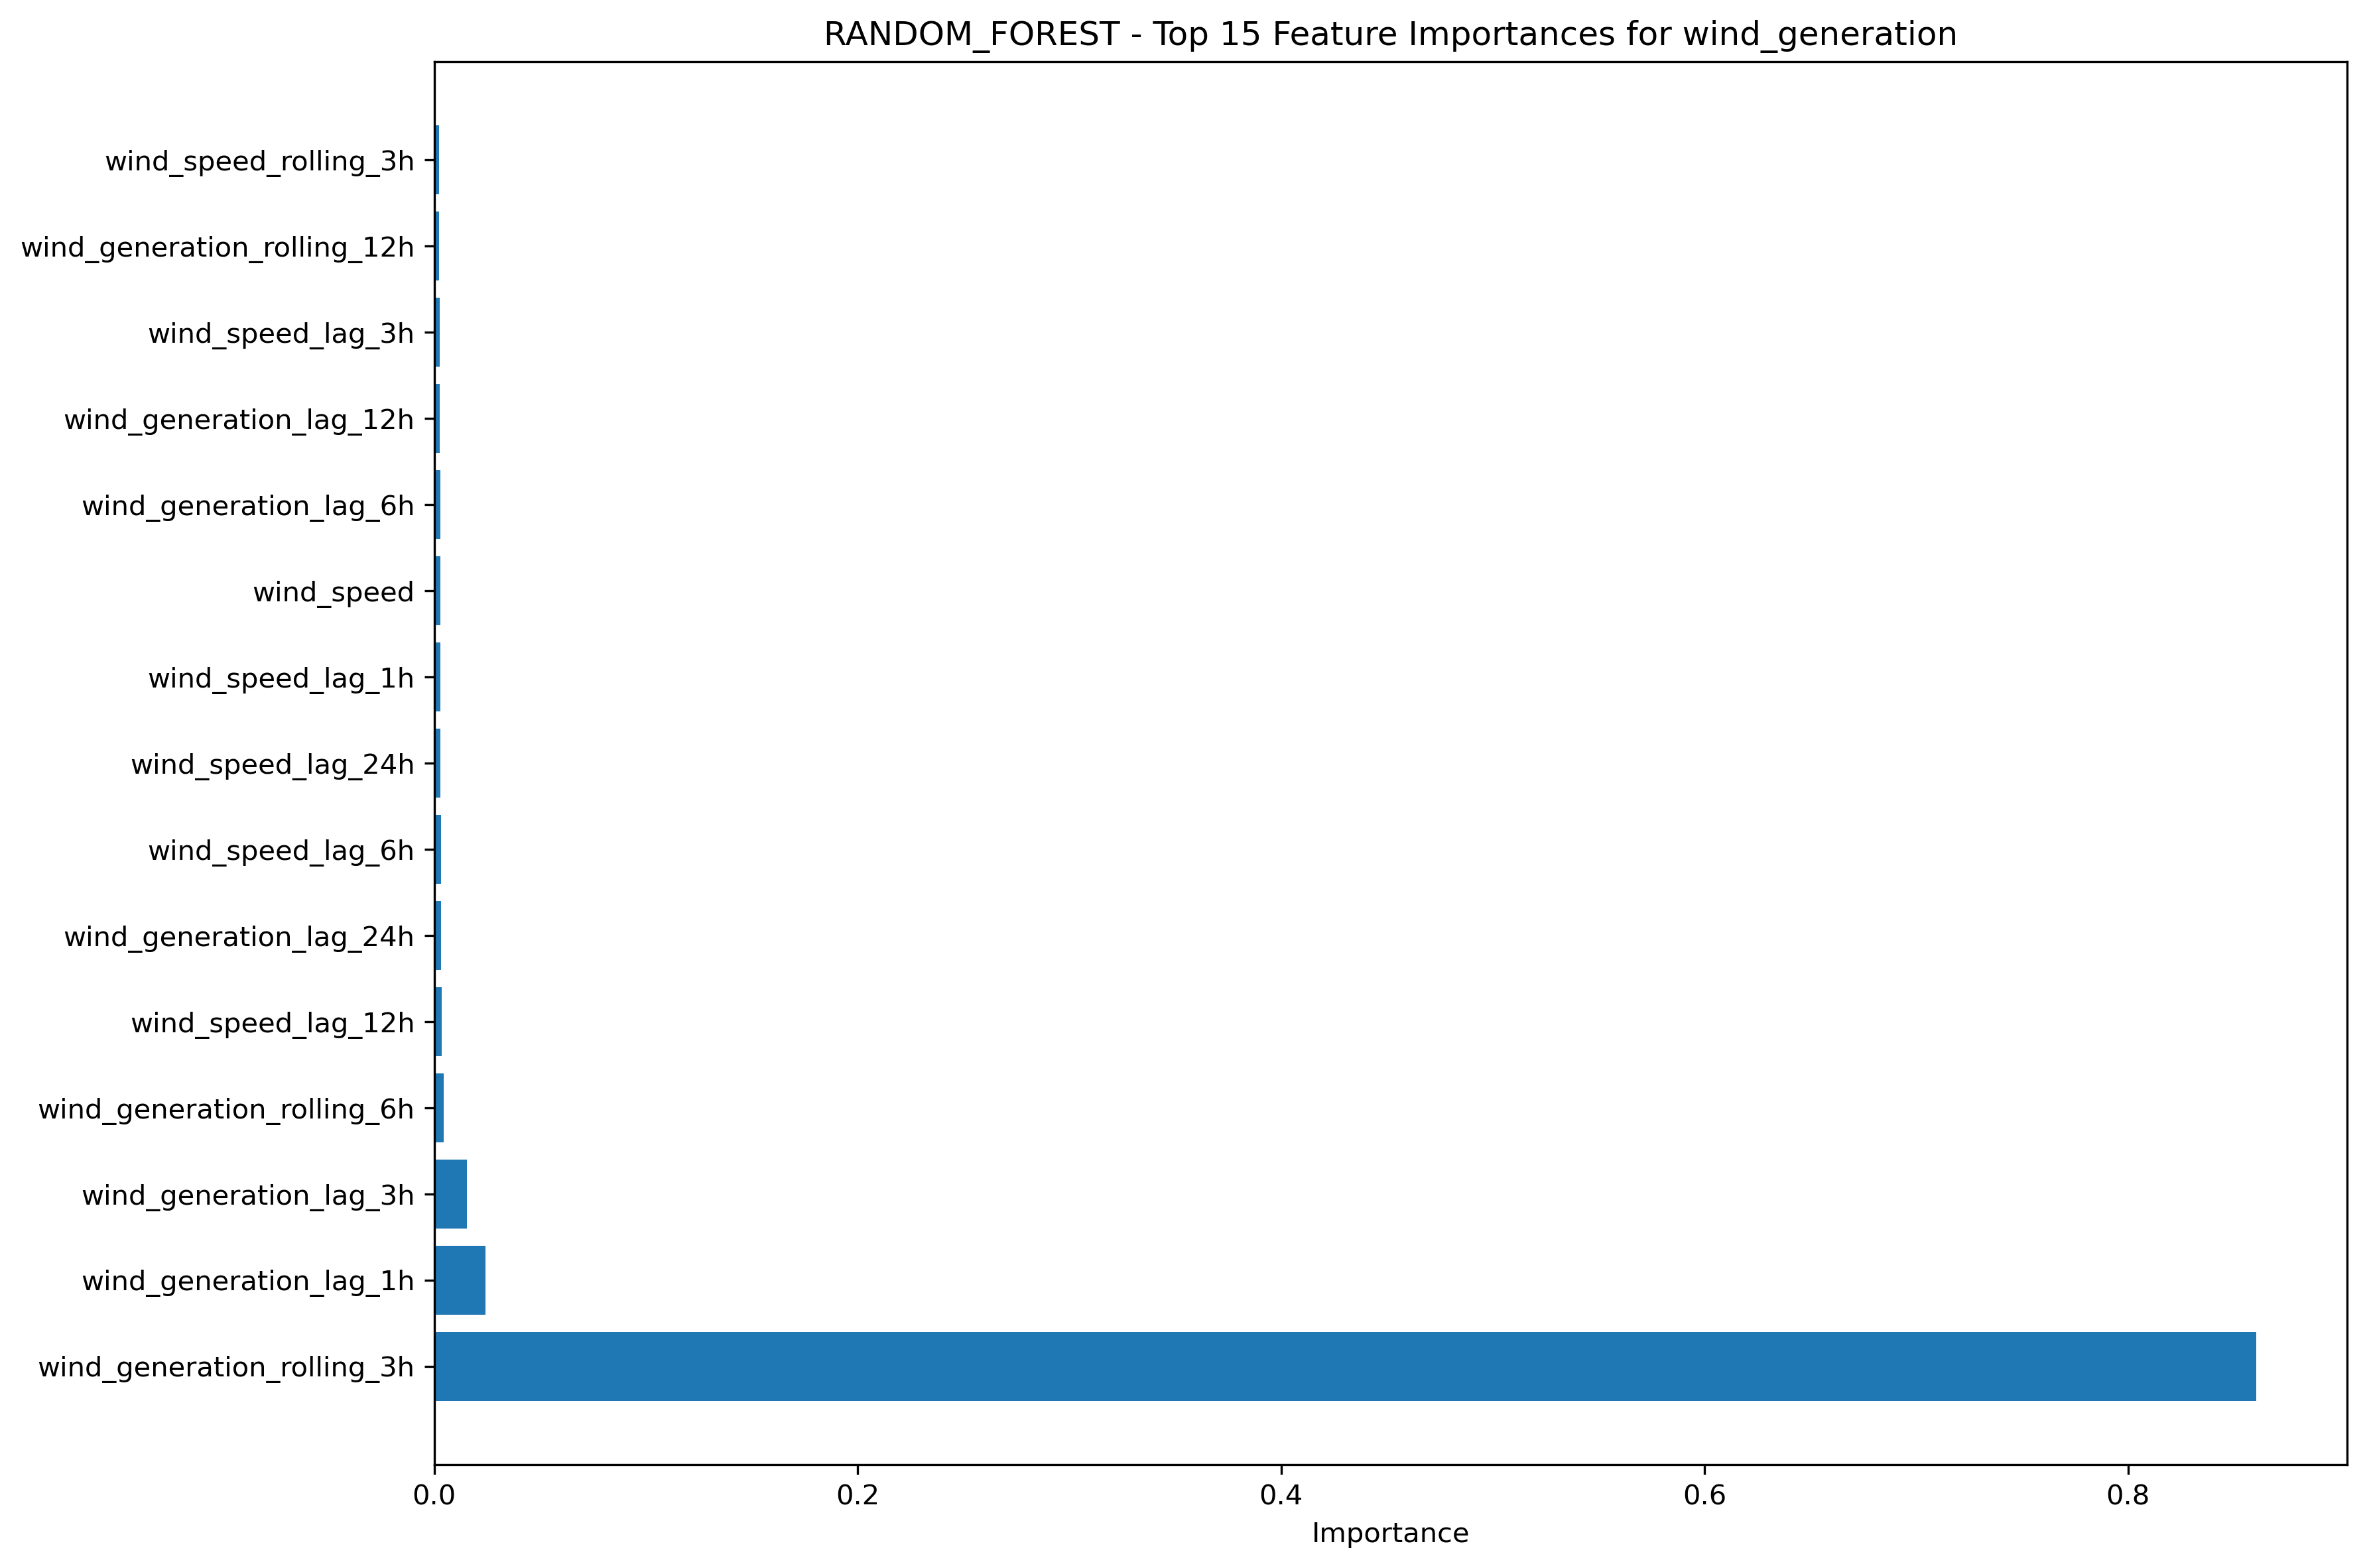 RANDOM_FOREST - Top 15 Feature Importances for wind_generation
wind_speed_rolling_3h
wind_generation_rolling_12h
wind_speed_lag_3h
wind_generation_lag_12h
wind_generation_lag_6h
wind_speed
wind_speed_lag_1h
wind_speed_lag_24h
wind_speed_lag_6h
wind_generation_lag_24h
wind_speed_lag_12h
wind_generation_rolling_6h
wind_generation_lag_3h
wind_generation_lag_1h
wind_generation_rolling_3h
0.0 0.2 0.4 0.6 0.8
Importance